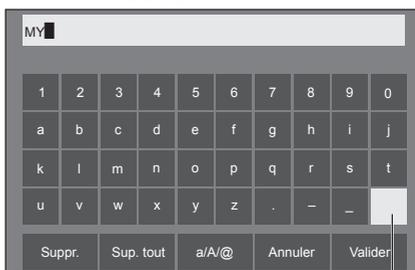 MY
1 2 3 4 5 6 7 8 9 0
a b c d e f g h i j
k l m n o p q r s t
u v w x y z . – _
Suppr. Sup. tout a/A/@ Annuler Valider